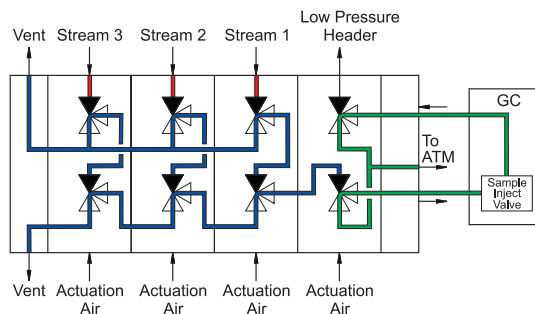 Vent
Stream 3
Stream 2
Stream 1
Low Pressure
Header
GC
To
ATM
Sample
Inject
Valve
Vent
Actuation
Air
Actuation
Air
Actuation
Air
Actuation
Air